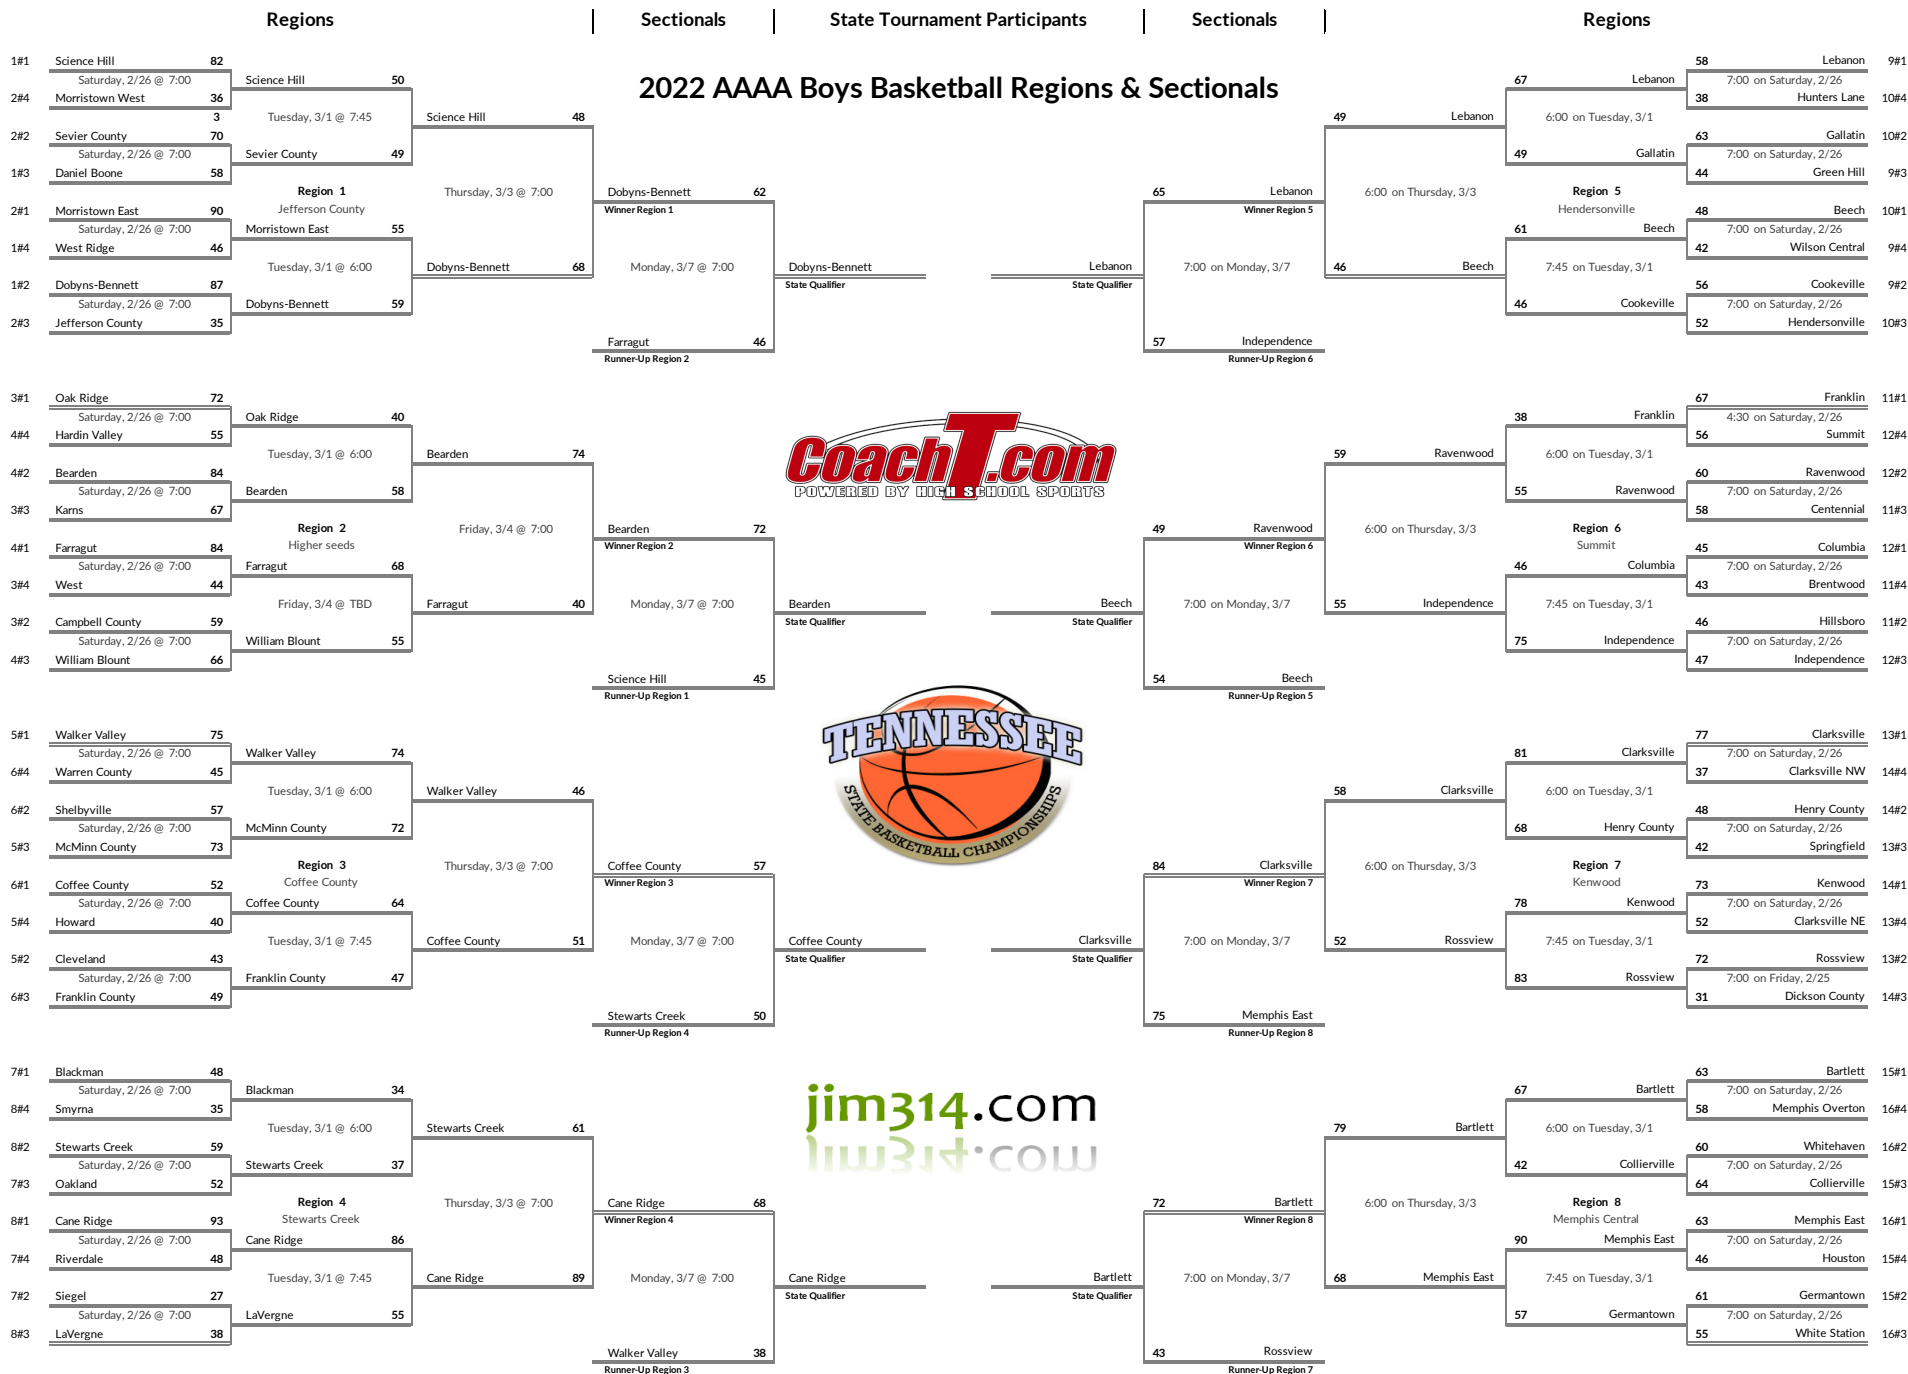 Regions Sectionals State Tournament Participants Sectionals Regions
2022 AAAA Boys Basketball Regions & Sectionals
1#1 Science Hill 82
Saturday, 2/26 @ 7:00
2#4 Morristown West 36
3
2#2 Sevier County 70
Saturday, 2/26 @ 7:00
1#3 Daniel Boone 58
2#1 Morristown East 90
Saturday, 2/26 @ 7:00
1#4 West Ridge 46
1#2 Dobyns-Bennett 87
Saturday, 2/26 @ 7:00
2#3 Jefferson County 35
Science Hill 50
Tuesday, 3/1 @ 7:45
Sevier County 49
Region 1
Jefferson County
Morristown East 55
Tuesday, 3/1 @ 6:00
Dobyns-Bennett 59
Science Hill 48
Thursday, 3/3 @ 7:00
Dobyns-Bennett 68
Dobyns-Bennett 62
Winner Region 1
Monday, 3/7 @ 7:00
Farragut 46
Runner-Up Region 2
Dobyns-Bennett
State Qualifier
3#1 Oak Ridge 72
Saturday, 2/26 @ 7:00
4#4 Hardin Valley 55
4#2 Bearden 84
Saturday, 2/26 @ 7:00
3#3 Karns 67
4#1 Farragut 84
Saturday, 2/26 @ 7:00
3#4 West 44
3#2 Campbell County 59
Saturday, 2/26 @ 7:00
4#3 William Blount 66
Oak Ridge 40
Tuesday, 3/1 @ 6:00
Bearden 58
Region 2
Higher seeds
Farragut 68
Friday, 3/4 @ TBD
William Blount 55
Bearden 74
Friday, 3/4 @ 7:00
Farragut 40
Bearden 72
Winner Region 2
Monday, 3/7 @ 7:00
Science Hill 45
Runner-Up Region 1
Bearden
State Qualifier
5#1 Walker Valley 75
Saturday, 2/26 @ 7:00
6#4 Warren County 45
6#2 Shelbyville 57
Saturday, 2/26 @ 7:00
5#3 McMinn County 73
6#1 Coffee County 52
Saturday, 2/26 @ 7:00
5#4 Howard 40
5#2 Cleveland 43
Saturday, 2/26 @ 7:00
6#3 Franklin County 49
Walker Valley 74
Tuesday, 3/1 @ 6:00
McMinn County 72
Region 3
Coffee County
Coffee County 64
Tuesday, 3/1 @ 7:45
Franklin County 47
Walker Valley 46
Thursday, 3/3 @ 7:00
Coffee County 51
Coffee County 57
Winner Region 3
Monday, 3/7 @ 7:00
Stewarts Creek 50
Runner-Up Region 4
Coffee County
State Qualifier
7#1 Blackman 48
Saturday, 2/26 @ 7:00
8#4 Smyrna 35
8#2 Stewarts Creek 59
Saturday, 2/26 @ 7:00
7#3 Oakland 52
8#1 Cane Ridge 93
Saturday, 2/26 @ 7:00
7#4 Riverdale 48
7#2 Siegel 27
Saturday, 2/26 @ 7:00
8#3 LaVergne 38
Blackman 34
Tuesday, 3/1 @ 6:00
Stewarts Creek 37
Region 4
Stewarts Creek
Cane Ridge 86
Tuesday, 3/1 @ 7:45
LaVergne 55
Stewarts Creek 61
Thursday, 3/3 @ 7:00
Cane Ridge 89
Cane Ridge 68
Winner Region 4
Monday, 3/7 @ 7:00
Walker Valley 38
Runner-Up Region 3
Cane Ridge
State Qualifier
CoachT.com
POWERED BY HIGH SCHOOL SPORTS
TENNESSEE
STATE BASKETBALL CHAMPIONSHIPS
jim314.com
Lebanon
State Qualifier
65 Lebanon
Winner Region 5
7:00 on Monday, 3/7
57 Independence
Runner-Up Region 6
49 Lebanon
6:00 on Thursday, 3/3
46 Beech
67 Lebanon
6:00 on Tuesday, 3/1
49 Gallatin
Region 5
Hendersonville
61 Beech
7:45 on Tuesday, 3/1
46 Cookeville
58 Lebanon 9#1
7:00 on Saturday, 2/26
38 Hunters Lane 10#4
63 Gallatin 10#2
7:00 on Saturday, 2/26
44 Green Hill 9#3
48 Beech 10#1
7:00 on Saturday, 2/26
42 Wilson Central 9#4
56 Cookeville 9#2
7:00 on Saturday, 2/26
52 Hendersonville 10#3
Beech
State Qualifier
49 Ravenwood
Winner Region 6
7:00 on Monday, 3/7
54 Beech
Runner-Up Region 5
59 Ravenwood
6:00 on Thursday, 3/3
55 Independence
38 Franklin
6:00 on Tuesday, 3/1
55 Ravenwood
Region 6
Summit
46 Columbia
7:45 on Tuesday, 3/1
75 Independence
67 Franklin 11#1
4:30 on Saturday, 2/26
56 Summit 12#4
60 Ravenwood 12#2
7:00 on Saturday, 2/26
58 Centennial 11#3
45 Columbia 12#1
7:00 on Saturday, 2/26
43 Brentwood 11#4
46 Hillsboro 11#2
7:00 on Saturday, 2/26
47 Independence 12#3
Clarksville
State Qualifier
84 Clarksville
Winner Region 7
7:00 on Monday, 3/7
75 Memphis East
Runner-Up Region 8
58 Clarksville
6:00 on Thursday, 3/3
52 Rossview
81 Clarksville
6:00 on Tuesday, 3/1
68 Henry County
Region 7
Kenwood
78 Kenwood
7:45 on Tuesday, 3/1
83 Rossview
77 Clarksville 13#1
7:00 on Saturday, 2/26
37 Clarksville NW 14#4
48 Henry County 14#2
7:00 on Saturday, 2/26
42 Springfield 13#3
73 Kenwood 14#1
7:00 on Saturday, 2/26
52 Clarksville NE 13#4
72 Rossview 13#2
7:00 on Friday, 2/25
31 Dickson County 14#3
Bartlett
State Qualifier
72 Bartlett
Winner Region 8
7:00 on Monday, 3/7
43 Rossview
Runner-Up Region 7
79 Bartlett
6:00 on Thursday, 3/3
68 Memphis East
67 Bartlett
6:00 on Tuesday, 3/1
42 Collierville
Region 8
Memphis Central
90 Memphis East
7:45 on Tuesday, 3/1
57 Germantown
63 Bartlett 15#1
7:00 on Saturday, 2/26
58 Memphis Overton 16#4
60 Whitehaven 16#2
7:00 on Saturday, 2/26
64 Collierville 15#3
63 Memphis East 16#1
7:00 on Saturday, 2/26
46 Houston 15#4
61 Germantown 15#2
7:00 on Saturday, 2/26
55 White Station 16#3